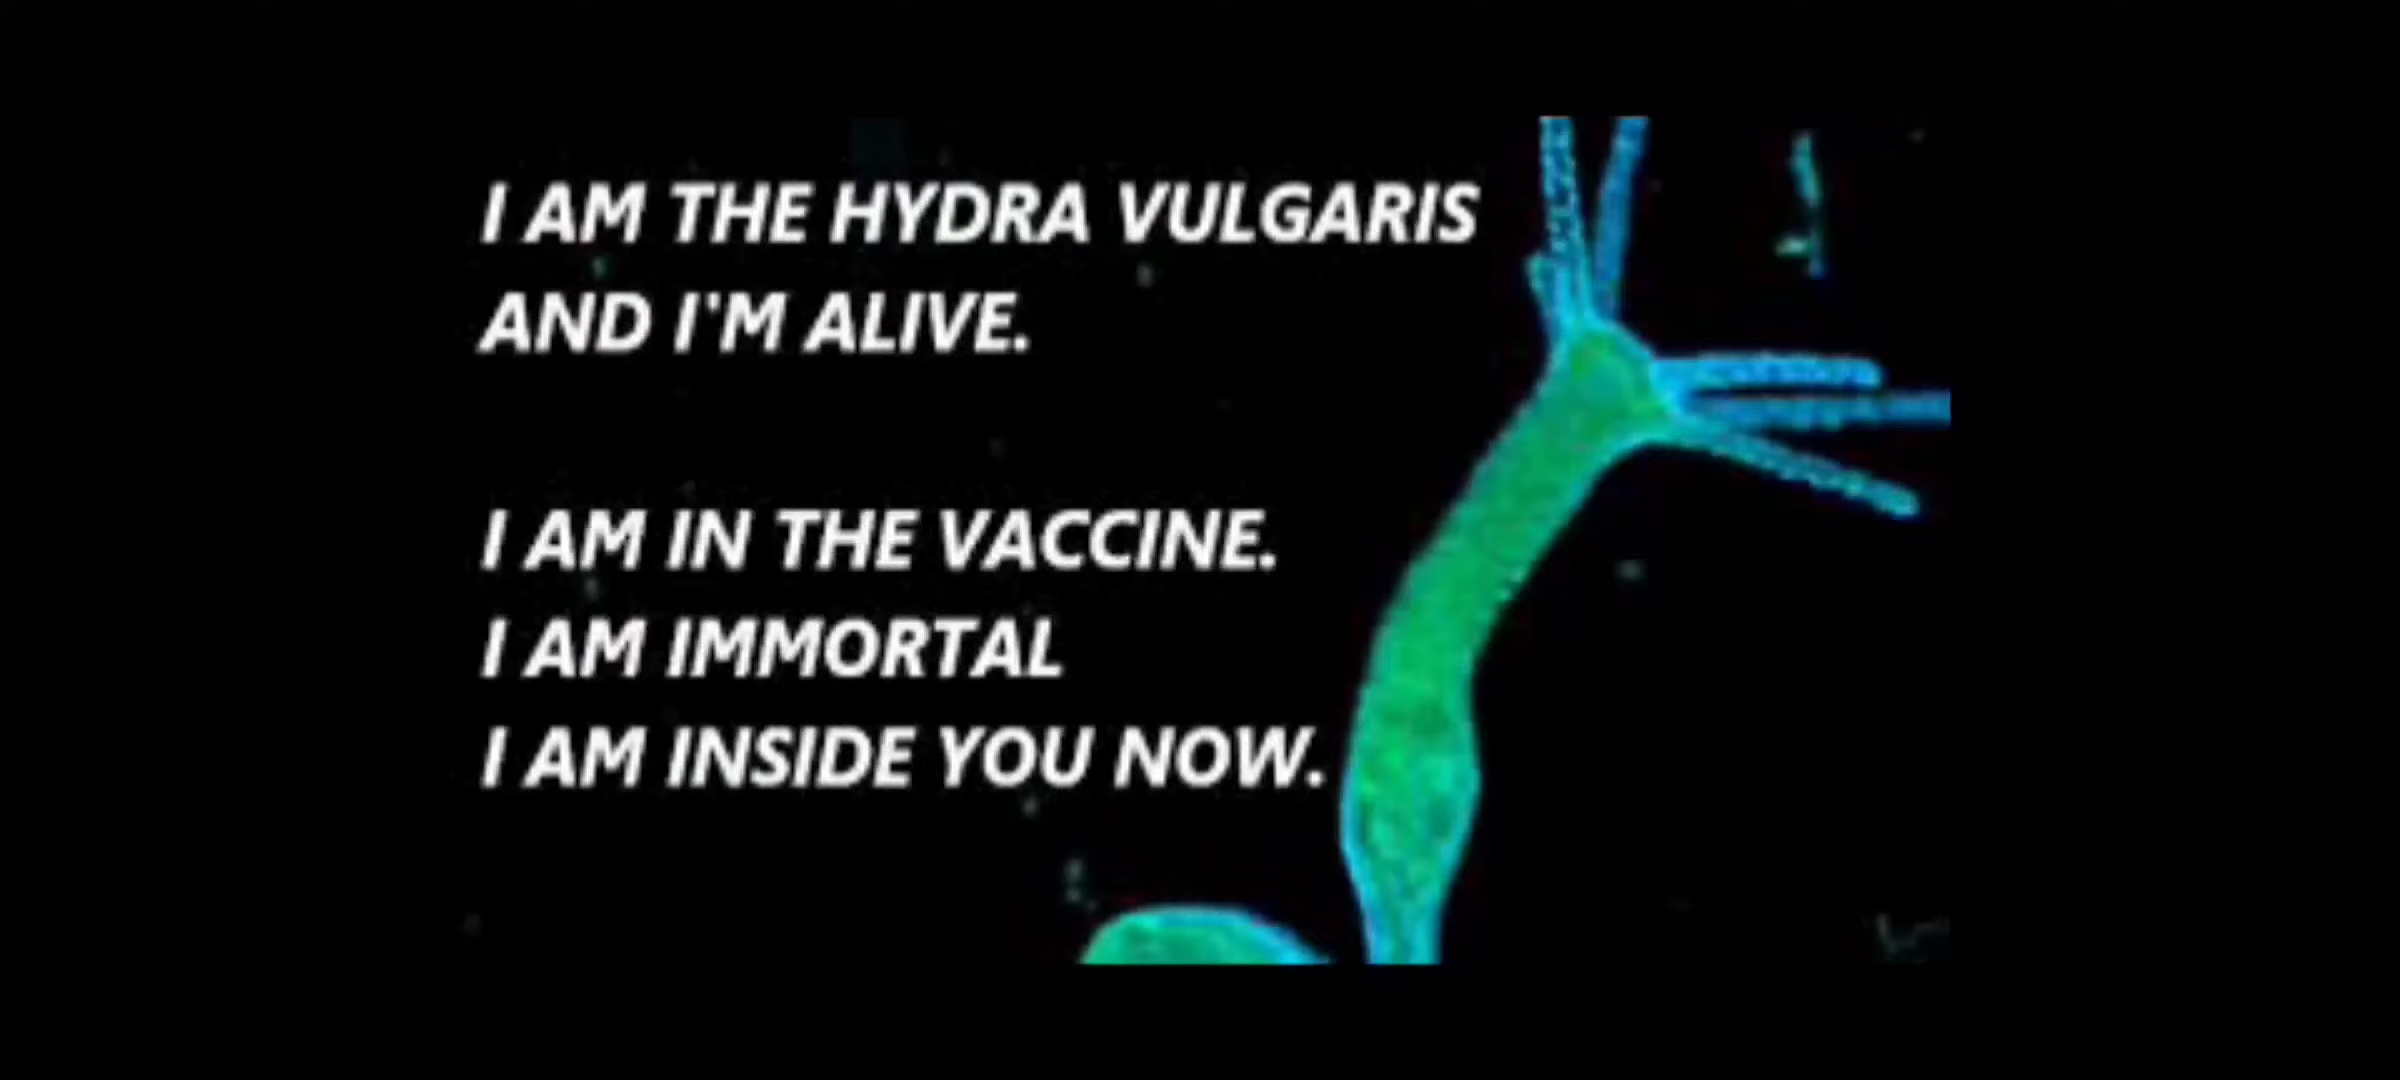 I AM THE HYDRA VULGARIS
AND I'M ALIVE.
I AM IN THE VACCINE.
I AM IMMORTAL
I AM INSIDE YOU NOW.